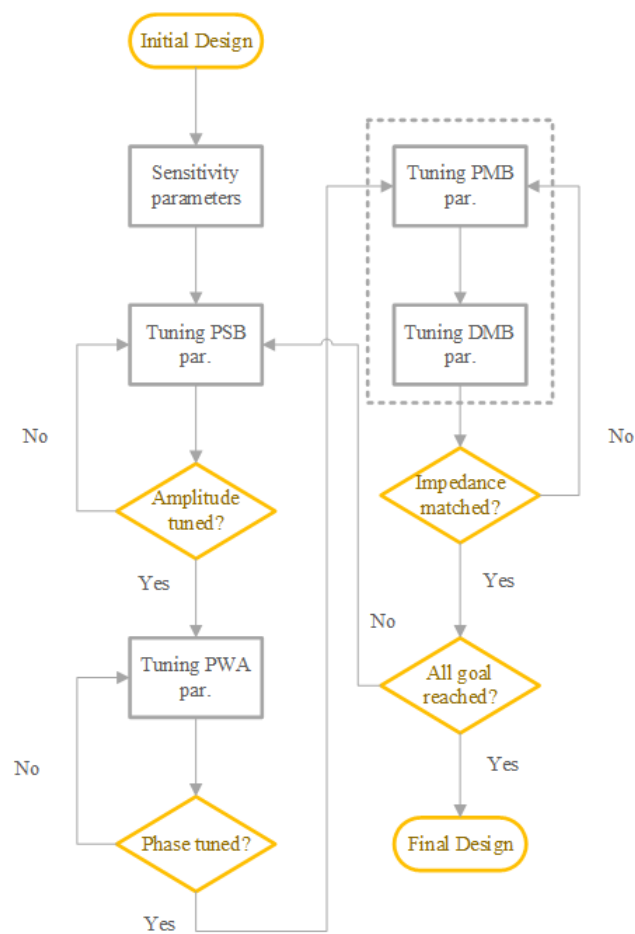 Initial Design
Sensitivity
parameters
Tuning PSB
par.
No
Amplitude
tuned?
Yes
Tuning PWA
par.
No
Phase tuned?
Yes
Tuning PMB
par.
Tuning DMB
par.
No
Impedance
matched?
Yes
No
All goal
reached?
Yes
Final Design